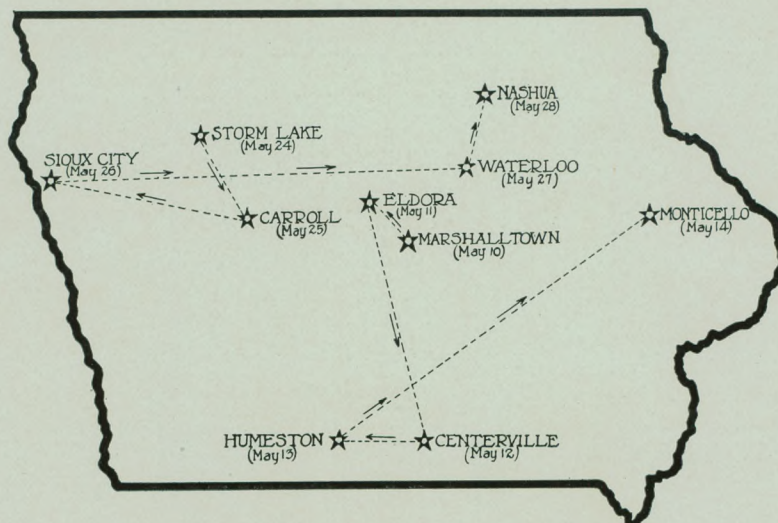 NASHUA
(May 28)
STORM LAKE
(May 24)
SIOUX CITY
(May 26)
WATERLOO
(May 27)
ELDORA
(May 11)
CARROLL
(May 25)
MONTICELLO
(May 14)
MARSHALLTOWN
(May 10)
HUMESTON
(May 13)
CENTERVILLE
(May 12)